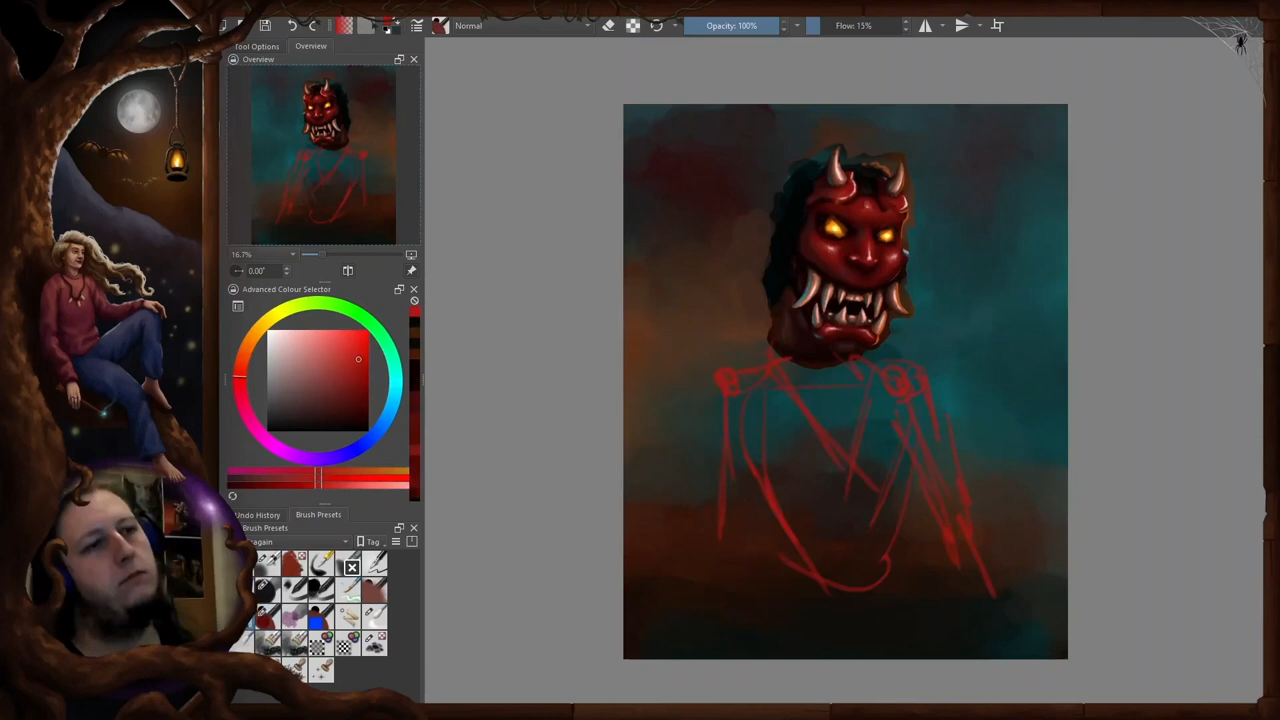 Normal
Opacity: 100%
Flow: 15%
Tool Options
Overview
Overview
16.7%
0.00°
Advanced Colour Selector
Undo History
Brush Presets
Brush Presets
again
Tag